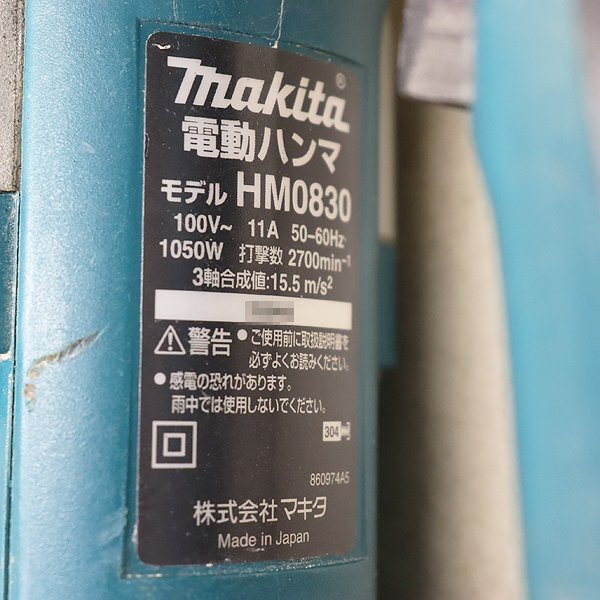 makita®
電動ハンマ
モデル HM0830
100V~ 11A 50-60Hz
1050W 打撃数 2700min⁻¹
3軸合成値:15.5 m/s²
警告 ●ご使用前に取扱説明書を
必ずよくお読みください。
●感電の恐れがあります。
雨中では使用しないでください。
304
860974A5
株式会社 マキタ
Made in Japan